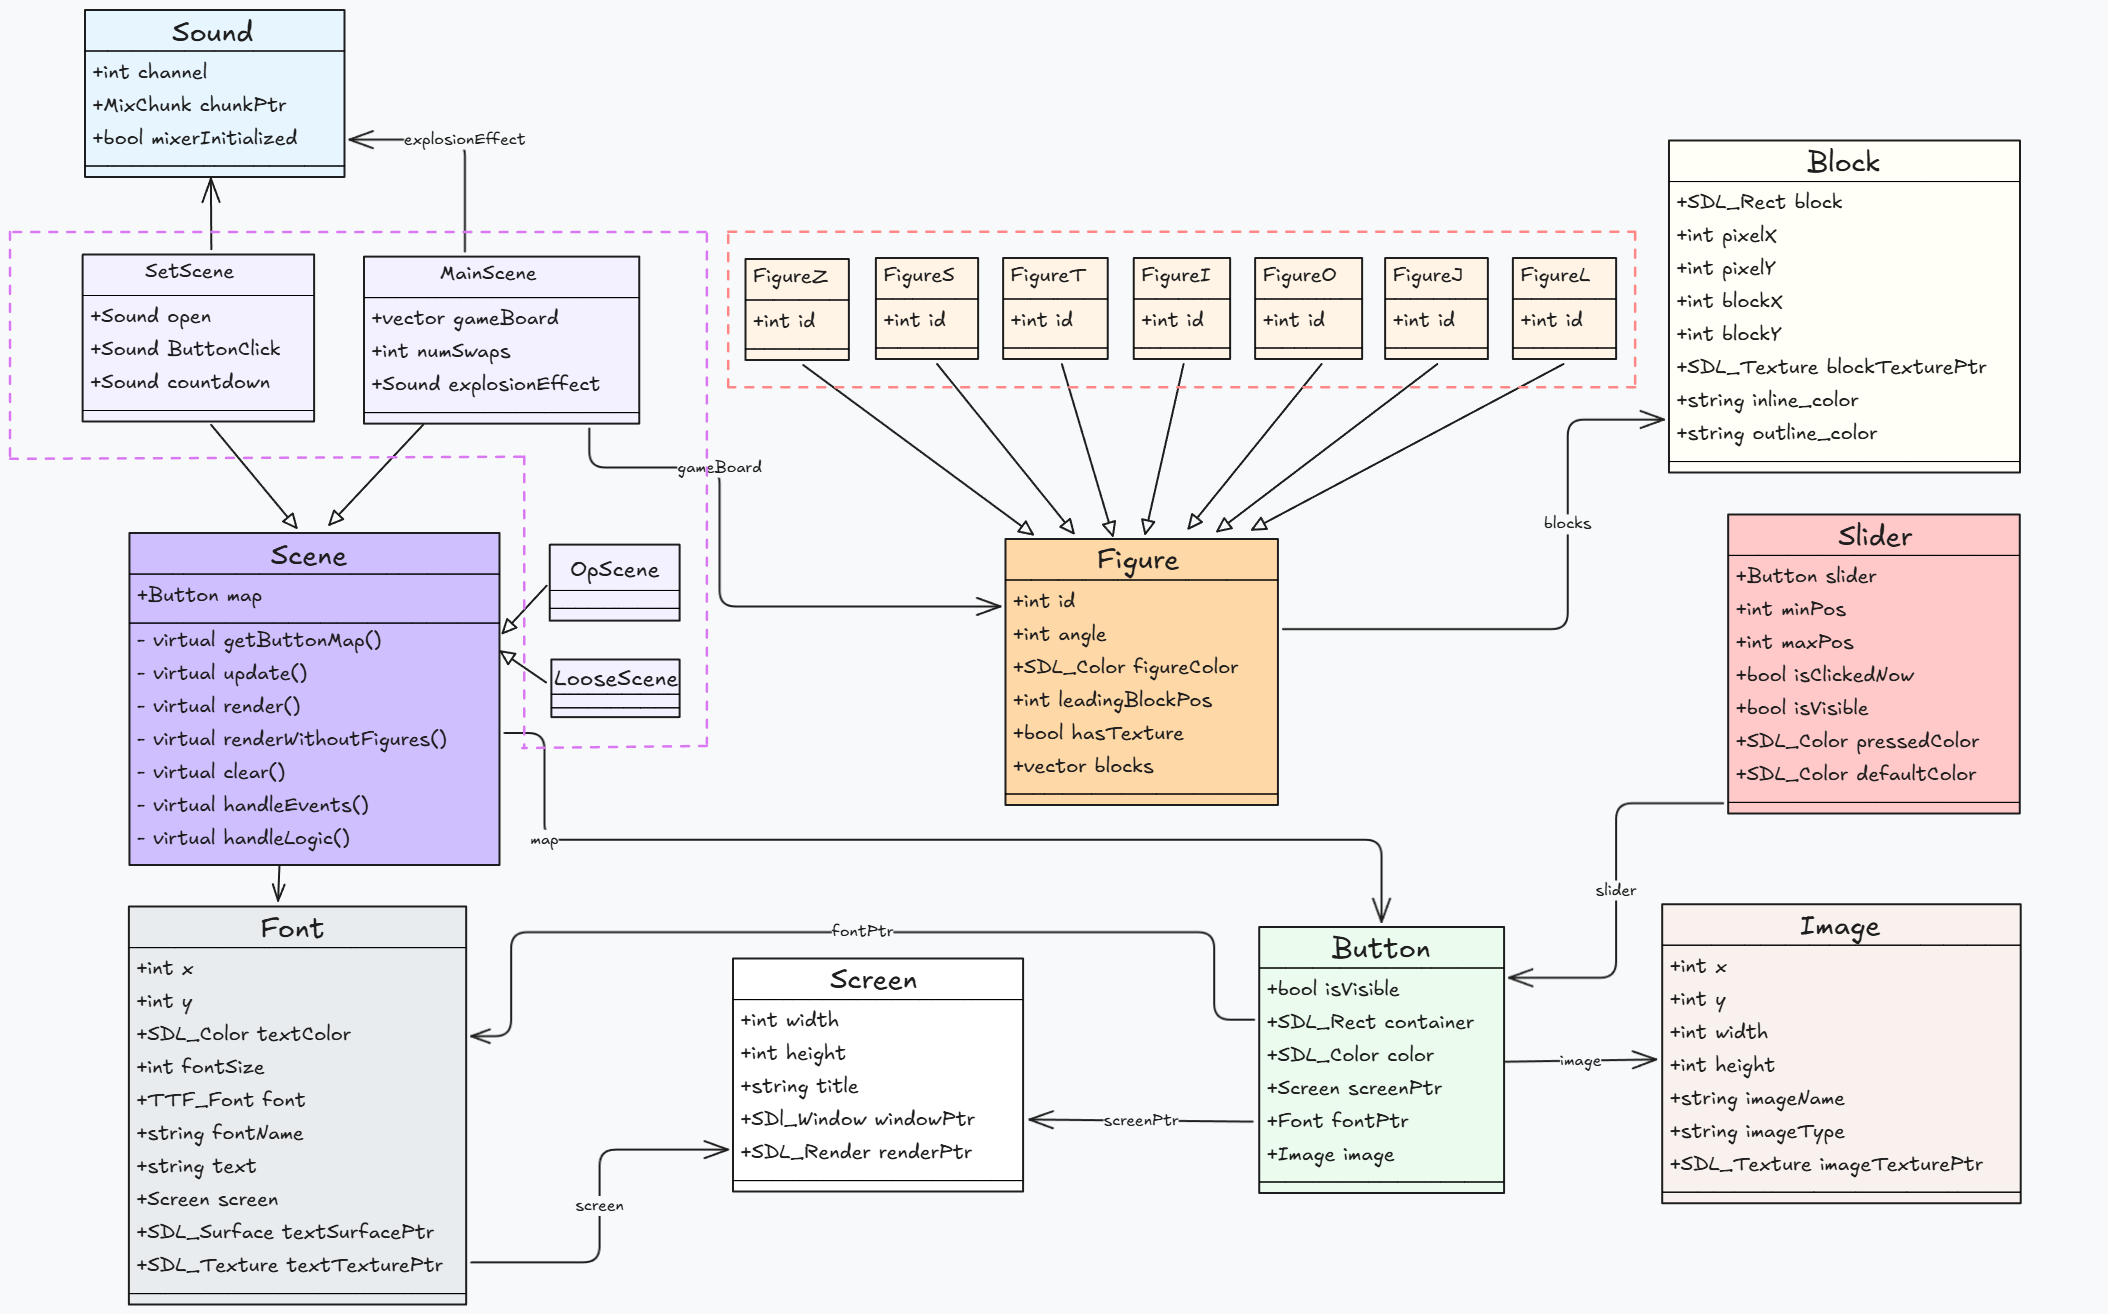 Sound
+int channel
+MixChunk chunkPtr
+bool mixerInitialized
explosionEffect
SetScene
+Sound open
+Sound ButtonClick
+Sound countdown
MainScene
+vector gameBoard
+int numSwaps
+Sound explosionEffect
gameBoard
FigureZ
+int id
FigureS
+int id
FigureT
+int id
FigureI
+int id
FigureO
+int id
FigureJ
+int id
FigureL
+int id
Block
+SDL_Rect block
+int pixelX
+int pixelY
+int blockX
+int blockY
+SDL_Texture blockTexturePtr
+string inline_color
+string outline_color
blocks
Scene
+Button map
- virtual getButtonMap()
- virtual update()
- virtual render()
- virtual renderWithoutFigures()
- virtual clear()
- virtual handleEvents()
- virtual handleLogic()
OpScene
LooseScene
map
Figure
+int id
+int angle
+SDL_Color figureColor
+int leadingBlockPos
+bool hasTexture
+vector blocks
Slider
+Button slider
+int minPos
+int maxPos
+bool isClickedNow
+bool isVisible
+SDL_Color pressedColor
+SDL_Color defaultColor
slider
Font
+int x
+int y
+SDL_Color textColor
+int fontSize
+TTF_Font font
+string fontName
+string text
+Screen screen
+SDL_Surface textSurfacePtr
+SDL_Texture textTexturePtr
fontPtr
screen
Screen
+int width
+int height
+string title
+SDl_Window windowPtr
+SDL_Render renderPtr
screenPtr
Button
+bool isVisible
+SDL_Rect container
+SDL_Color color
+Screen screenPtr
+Font fontPtr
+Image image
image
Image
+int x
+int y
+int width
+int height
+string imageName
+string imageType
+SDL_Texture imageTexturePtr